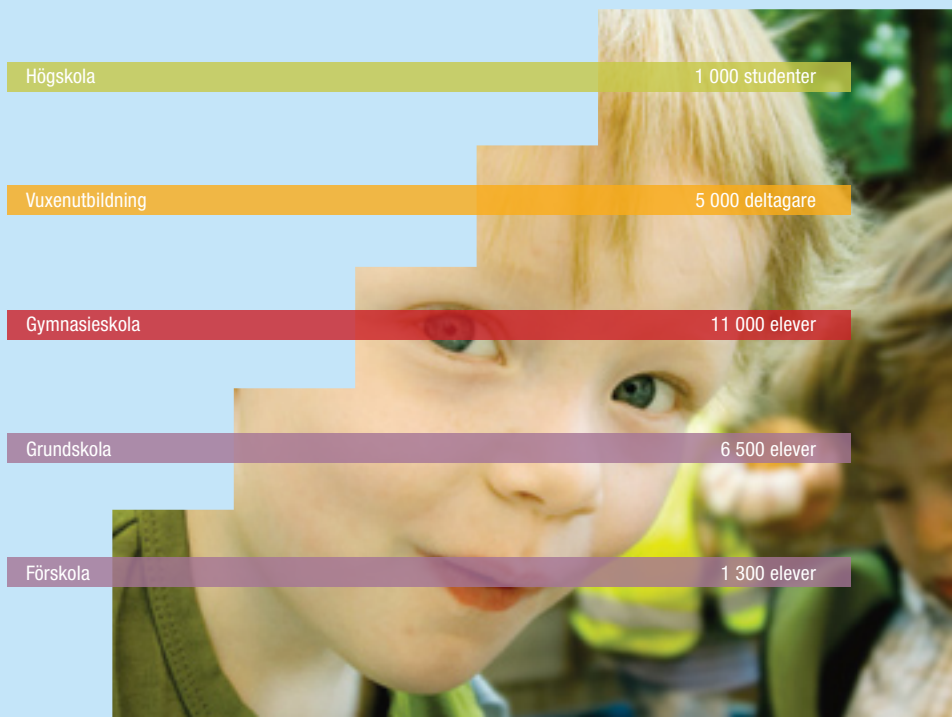 Högskola 1 000 studenter
Vuxenutbildning 5 000 deltagare
Gymnasieskola 11 000 elever
Grundskola 6 500 elever
Förskola 1 300 elever